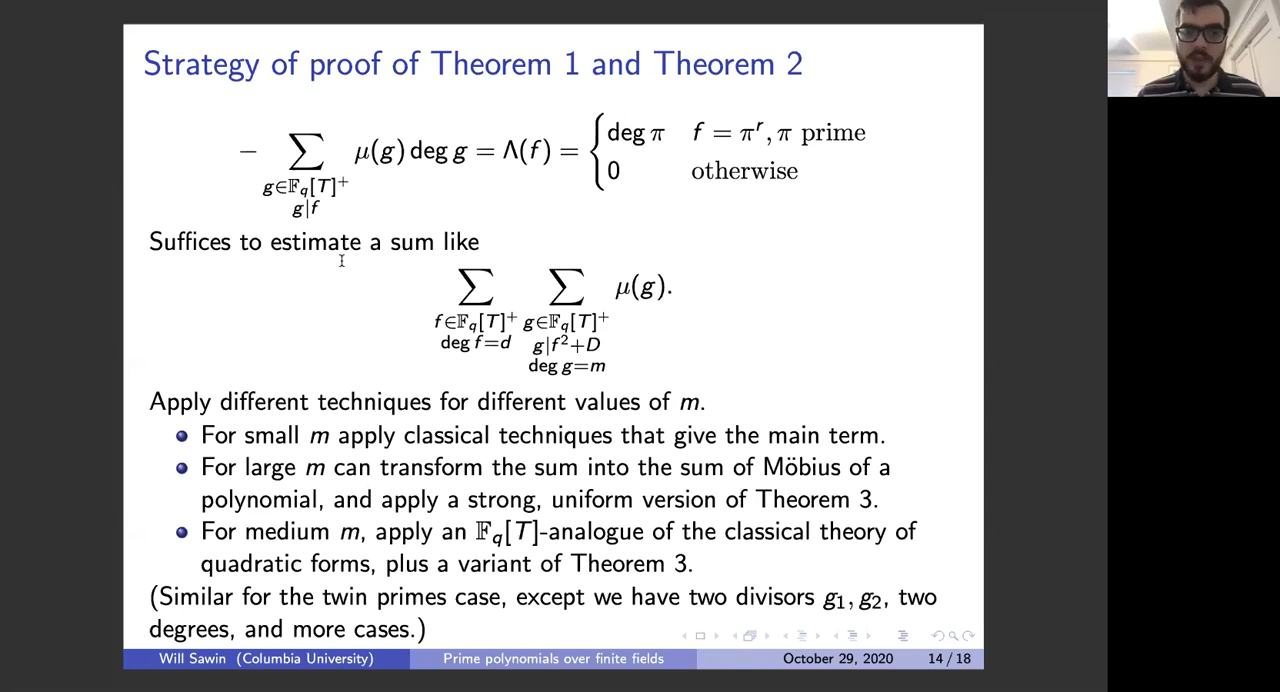 Strategy of proof of Theorem 1 and Theorem 2
− ∑ μ(g) deg g = Λ(f) = { deg π f = π^r, π prime
0 otherwise
g∈𝔽_q[T]^+
g|f
Suffices to estimate a sum like
∑ ∑ μ(g).
f∈𝔽_q[T]^+ g∈𝔽_q[T]^+
deg f=d g|f²+D
deg g=m
Apply different techniques for different values of m.
For small m apply classical techniques that give the main term.
For large m can transform the sum into the sum of Möbius of a
polynomial, and apply a strong, uniform version of Theorem 3.
For medium m, apply an 𝔽_q[T]-analogue of the classical theory of
quadratic forms, plus a variant of Theorem 3.
(Similar for the twin primes case, except we have two divisors g₁, g₂, two
degrees, and more cases.)
Will Sawin (Columbia University) Prime polynomials over finite fields October 29, 2020 14 / 18